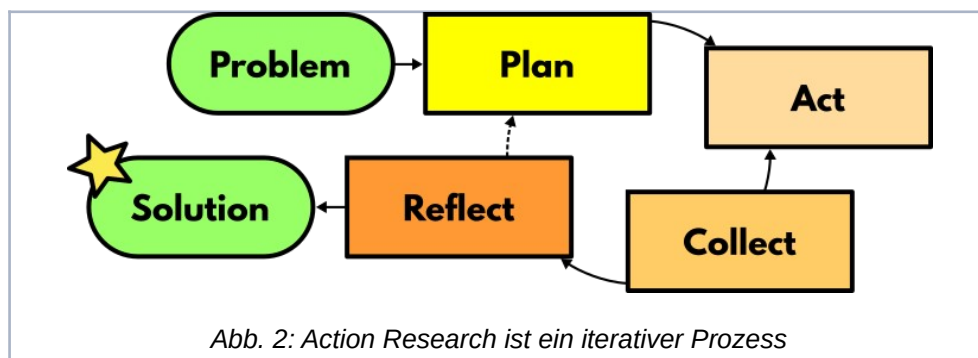 Problem
Plan
Act
Solution
Reflect
Collect
Abb. 2: Action Research ist ein iterativer Prozess